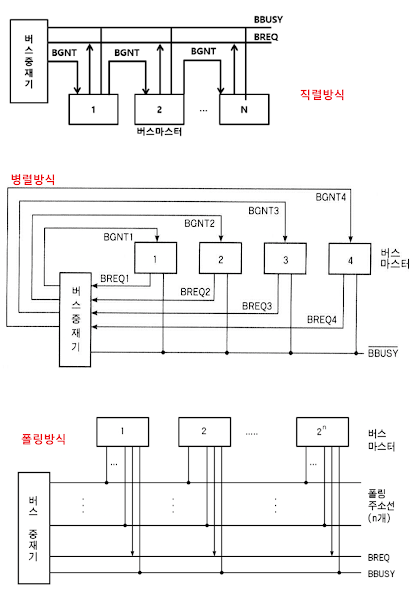 BBUSY
BREQ
BGNT
BGNT
BGNT
버스중재기
1
2
...
N
버스마스터
직렬방식
병렬방식
BGNT4
BGNT3
BGNT2
BGNT1
1
2
3
4
버스
마스터
BREQ1
BREQ2
BREQ3
BREQ4
버스중재기
BBUSY
폴링방식
1
2
.....
2ⁿ
버스
마스터
...
...
버스 중재기
폴링
주소선
(n개)
BREQ
BBUSY